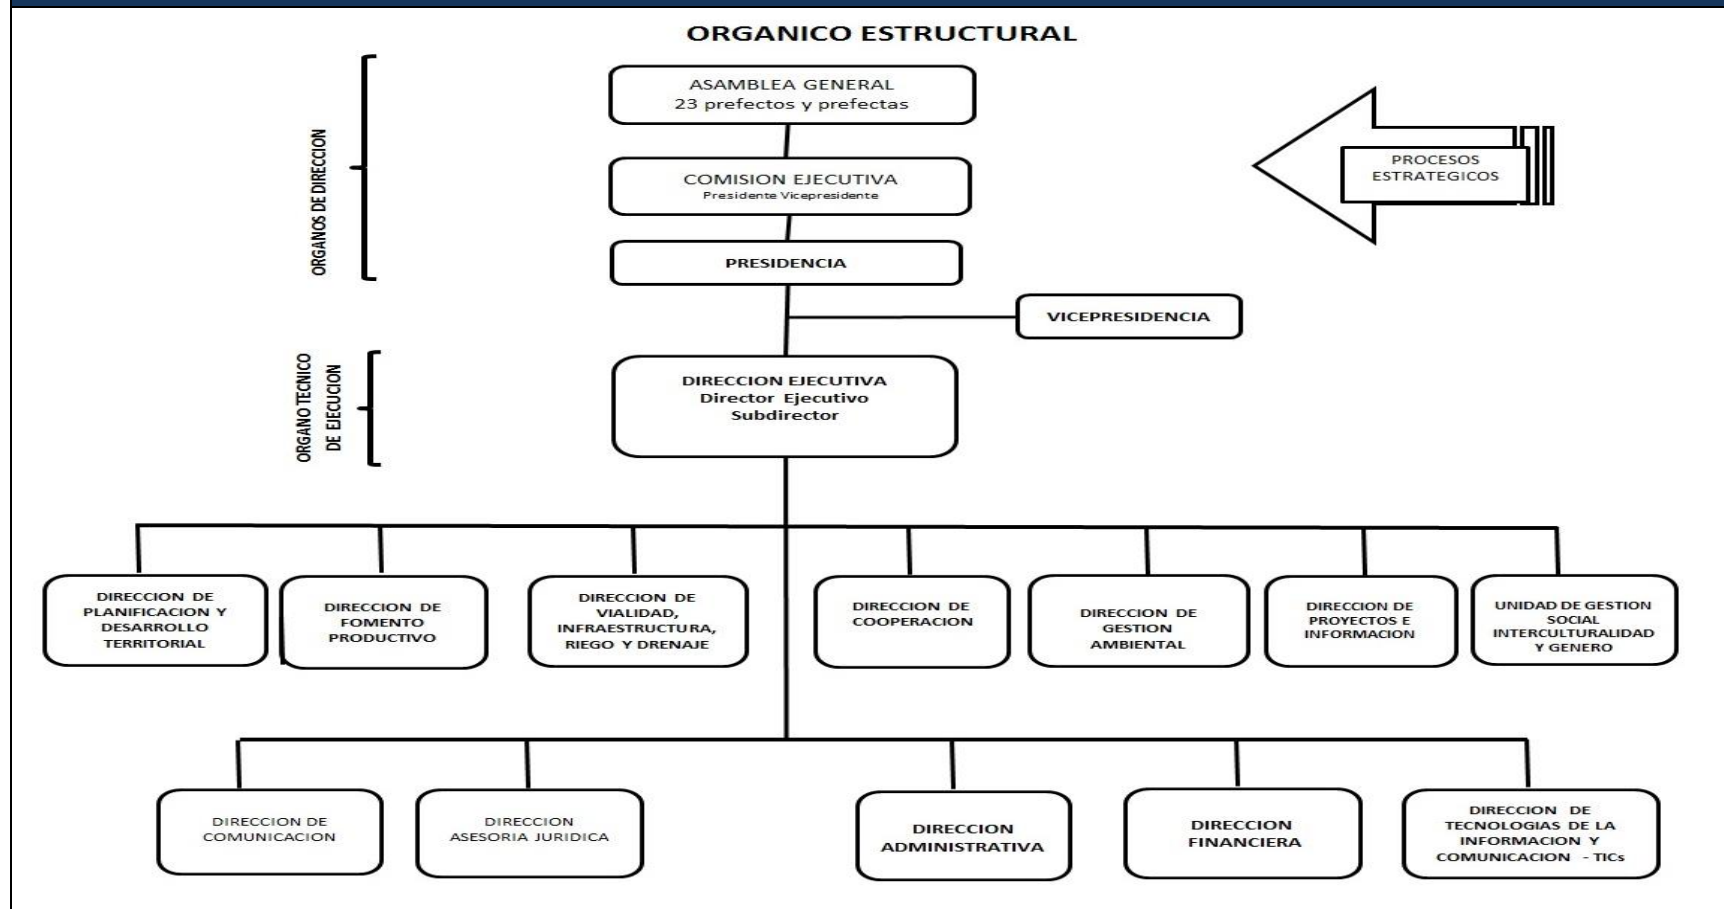 ORGANICO ESTRUCTURAL
ORGANOS DE DIRECCION
ASAMBLEA GENERAL
23 prefectos y prefectas
PROCESOS
ESTRATEGICOS
COMISION EJECUTIVA
Presidente Vicepresidente
PRESIDENCIA
VICEPRESIDENCIA
ORGANO TECNICO
DE EJECUCION
DIRECCION EJECUTIVA
Director Ejecutivo
Subdirector
DIRECCION DE
PLANIFICACION Y
DESARROLLO
TERRITORIAL
DIRECCION DE
FOMENTO
PRODUCTIVO
DIRECCION DE
VIALIDAD,
INFRAESTRUCTURA,
RIEGO Y DRENAJE
DIRECCION DE
COOPERACION
DIRECCION DE
GESTION
AMBIENTAL
DIRECCION DE
PROYECTOS E
INFORMACION
UNIDAD DE GESTION
SOCIAL
INTERCULTURALIDAD
Y GENERO
DIRECCION DE
COMUNICACION
DIRECCION
ASESORIA JURIDICA
DIRECCION
ADMINISTRATIVA
DIRECCION
FINANCIERA
DIRECCION DE
TECNOLOGIAS DE LA
INFORMACION Y
COMUNICACION - TICs